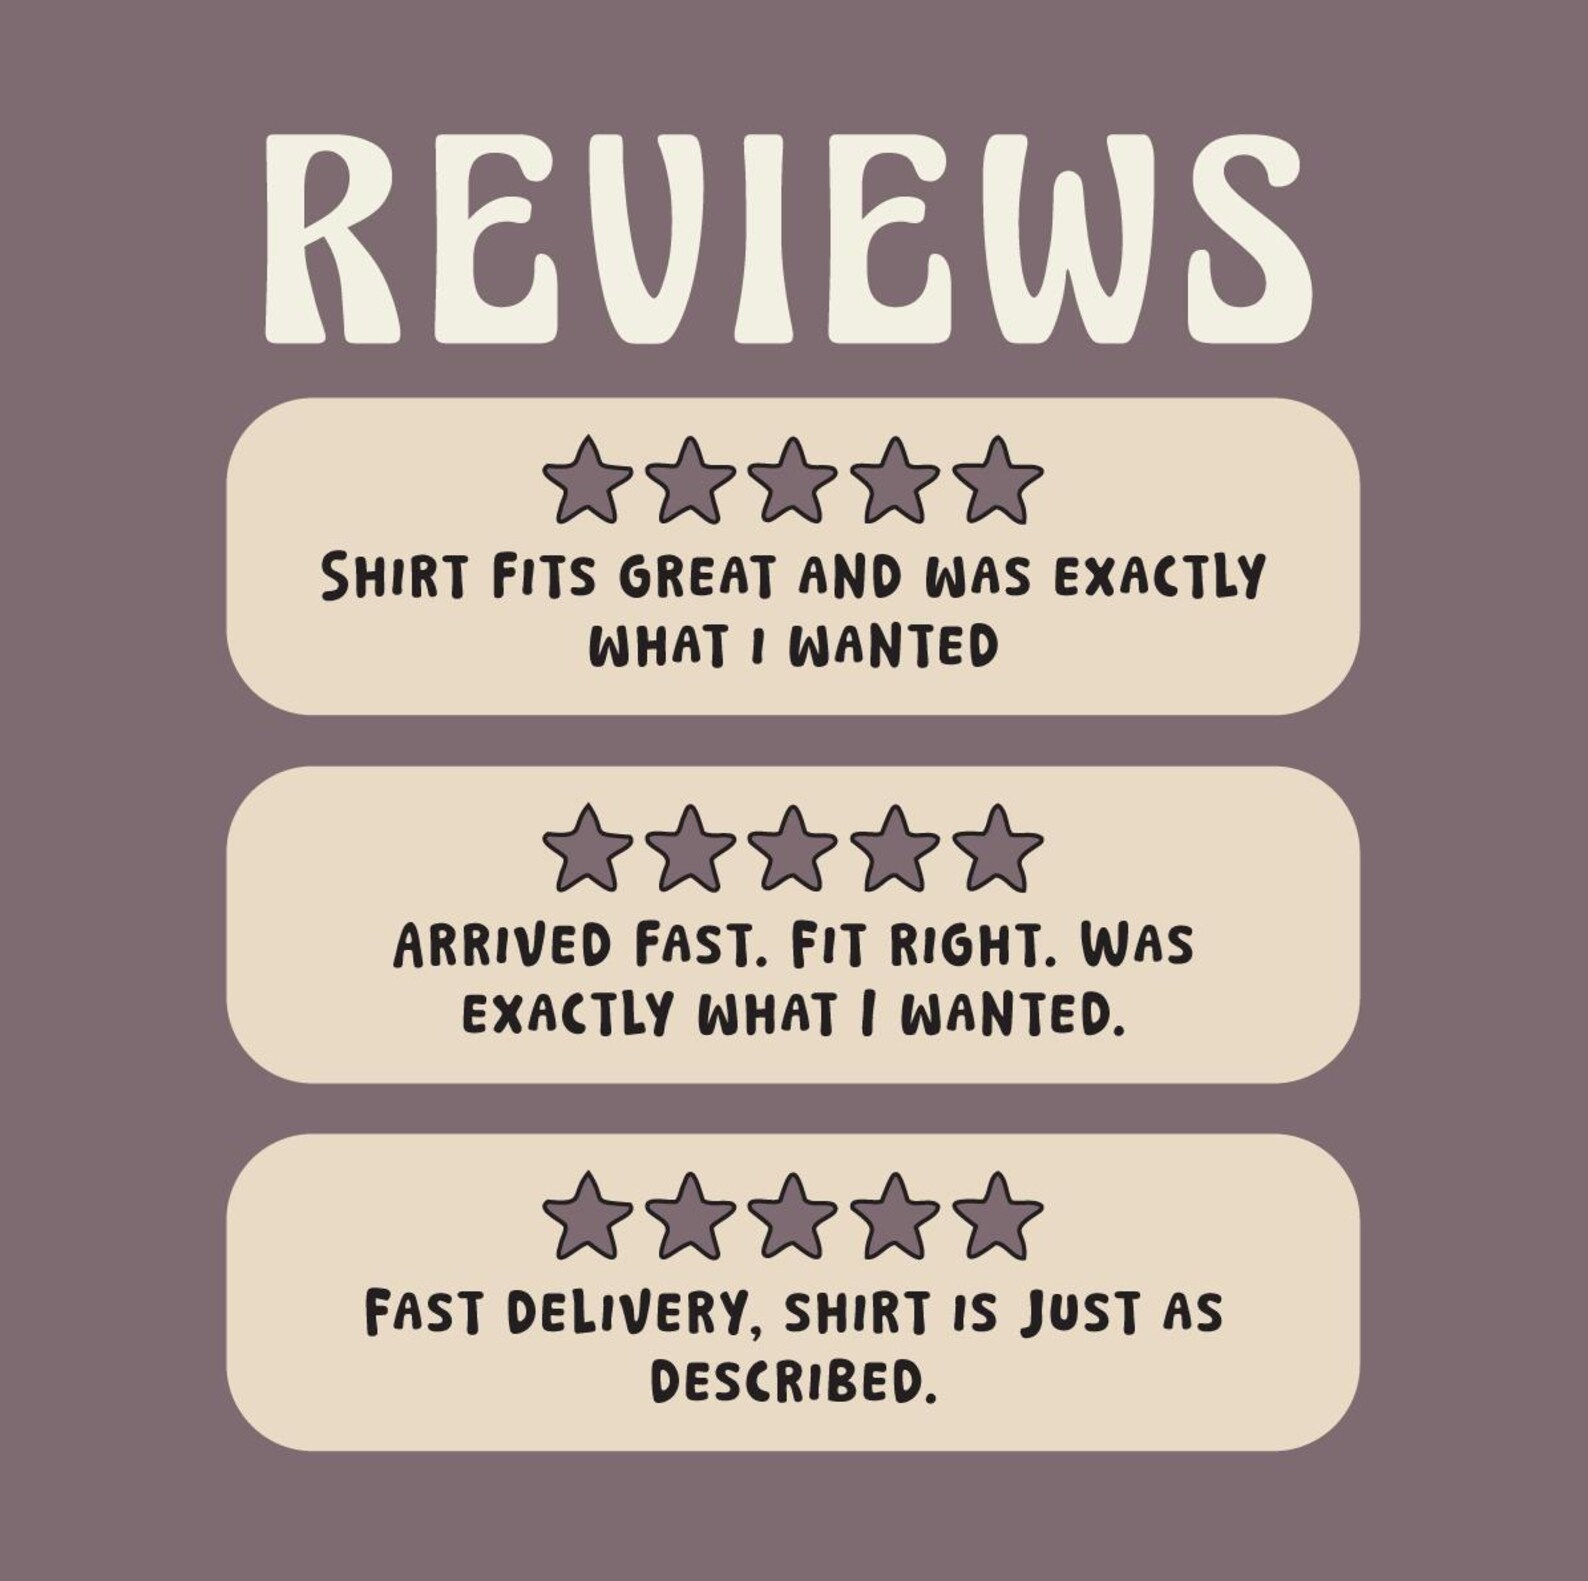 REVIEWS
Shirt fits great and was exactly
what i wanted
Arrived fast. Fit right. Was
exactly what I wanted.
Fast delivery, shirt is just as
described.